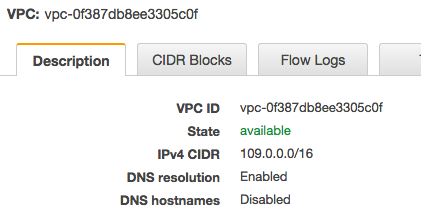 VPC: vpc-0f387db8ee3305c0f
Description CIDR Blocks Flow Logs
VPC ID vpc-0f387db8ee3305c0f
State available
IPv4 CIDR 109.0.0.0/16
DNS resolution Enabled
DNS hostnames Disabled